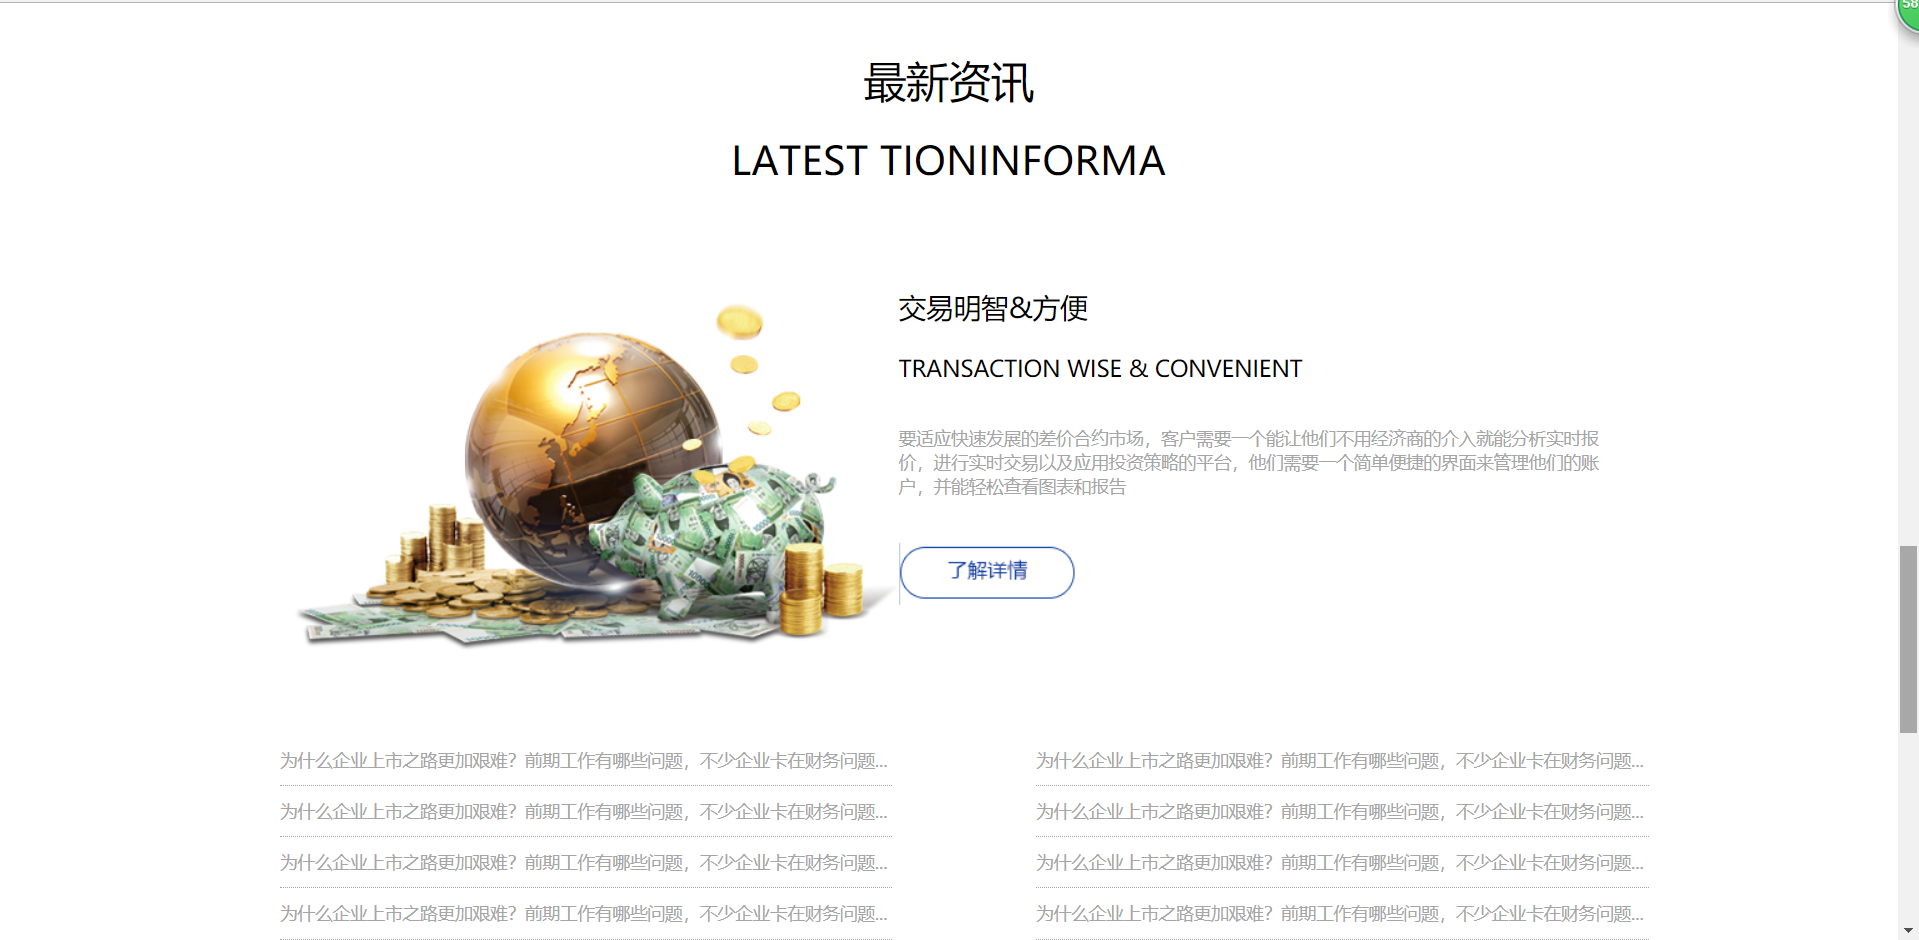 58
最新资讯
LATEST TIONINFORMA
交易明智&方便
TRANSACTION WISE & CONVENIENT
要适应快速发展的差价合约市场，客户需要一个能让他们不用经济商的介入就能分析实时报
价，进行实时交易以及应用投资策略的平台，他们需要一个简单便捷的界面来管理他们的账
户，并能轻松查看图表和报告
了解详情
为什么企业上市之路更加艰难？前期工作有哪些问题，不少企业卡在财务问题...
为什么企业上市之路更加艰难？前期工作有哪些问题，不少企业卡在财务问题...
为什么企业上市之路更加艰难？前期工作有哪些问题，不少企业卡在财务问题...
为什么企业上市之路更加艰难？前期工作有哪些问题，不少企业卡在财务问题...
为什么企业上市之路更加艰难？前期工作有哪些问题，不少企业卡在财务问题...
为什么企业上市之路更加艰难？前期工作有哪些问题，不少企业卡在财务问题...
为什么企业上市之路更加艰难？前期工作有哪些问题，不少企业卡在财务问题...
为什么企业上市之路更加艰难？前期工作有哪些问题，不少企业卡在财务问题...